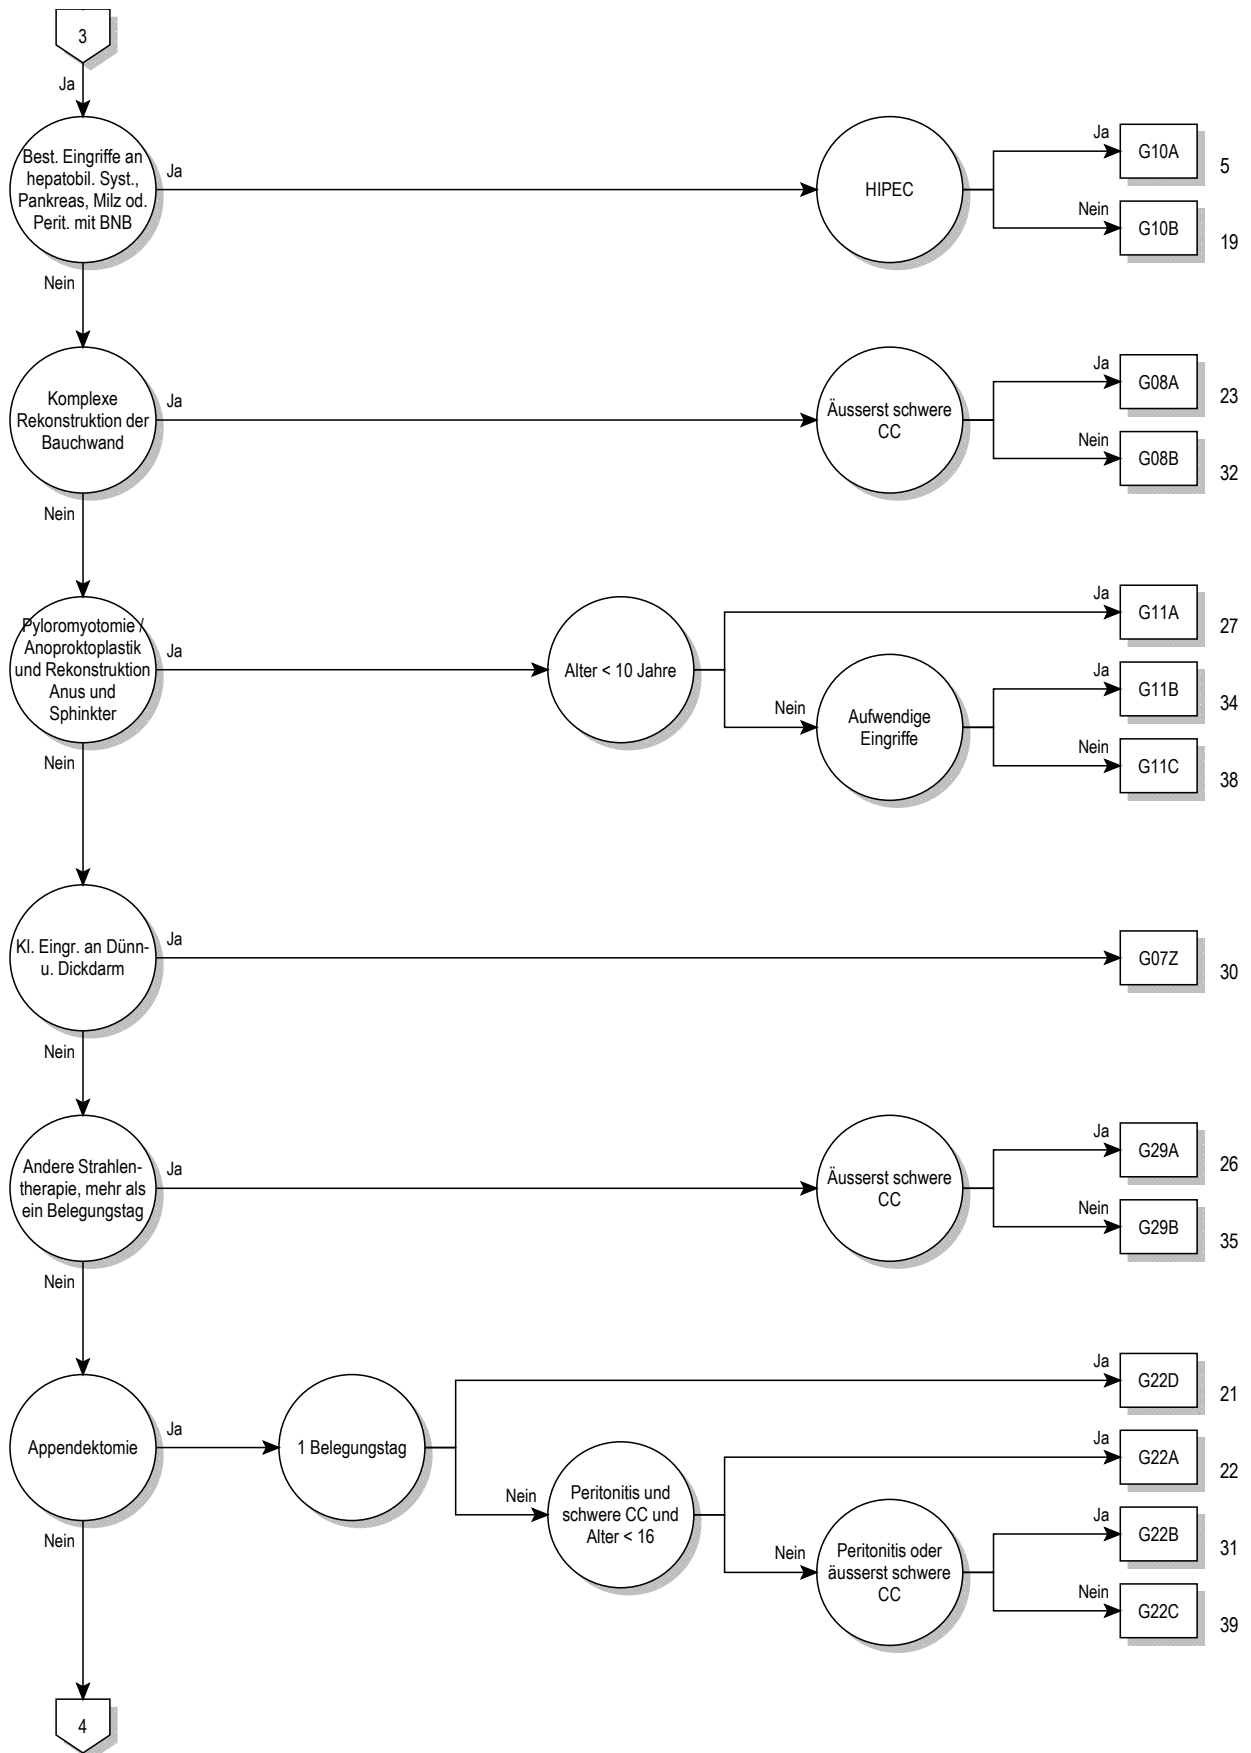 3
Ja
Best. Eingriffe an
hepatobil. Syst.,
Pankreas, Milz od.
Perit. mit BNB
Ja
HIPEC
Ja
G10A
5
Nein
G10B
19
Nein
Komplexe
Rekonstruktion der
Bauchwand
Ja
Äusserst schwere
CC
Ja
G08A
23
Nein
G08B
32
Nein
Pyloromyotomie /
Anoproktoplastik
und Rekonstruktion
Anus und
Sphinkter
Ja
Alter < 10 Jahre
Ja
G11A
27
Nein
Aufwendige
Eingriffe
Ja
G11B
34
Nein
G11C
38
Nein
Kl. Eingr. an Dünn-
u. Dickdarm
Ja
G07Z
30
Nein
Andere Strahlen-
therapie, mehr als
ein Belegungstag
Ja
Äusserst schwere
CC
Ja
G29A
26
Nein
G29B
35
Nein
Appendektomie
Ja
1 Belegungstag
Ja
G22D
21
Nein
Peritonitis und
schwere CC und
Alter < 16
Ja
G22A
22
Nein
Peritonitis oder
äusserst schwere
CC
Ja
G22B
31
Nein
G22C
39
Nein
4